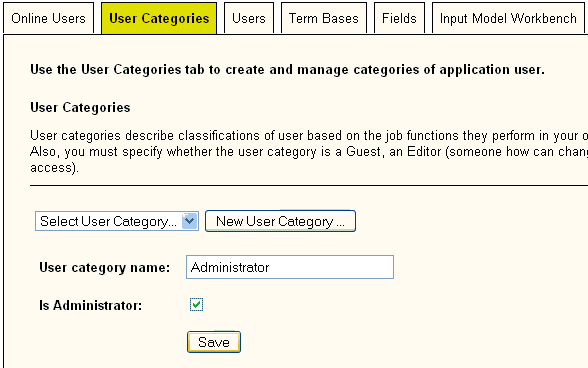 Online Users User Categories Users Term Bases Fields Input Model Workbench
Use the User Categories tab to create and manage categories of application user.
User Categories
User categories describe classifications of user based on the job functions they perform in your
Also, you must specify whether the user category is a Guest, an Editor (someone how can
access).
Select User Category... New User Category ...
User category name: Administrator
Is Administrator:
Save